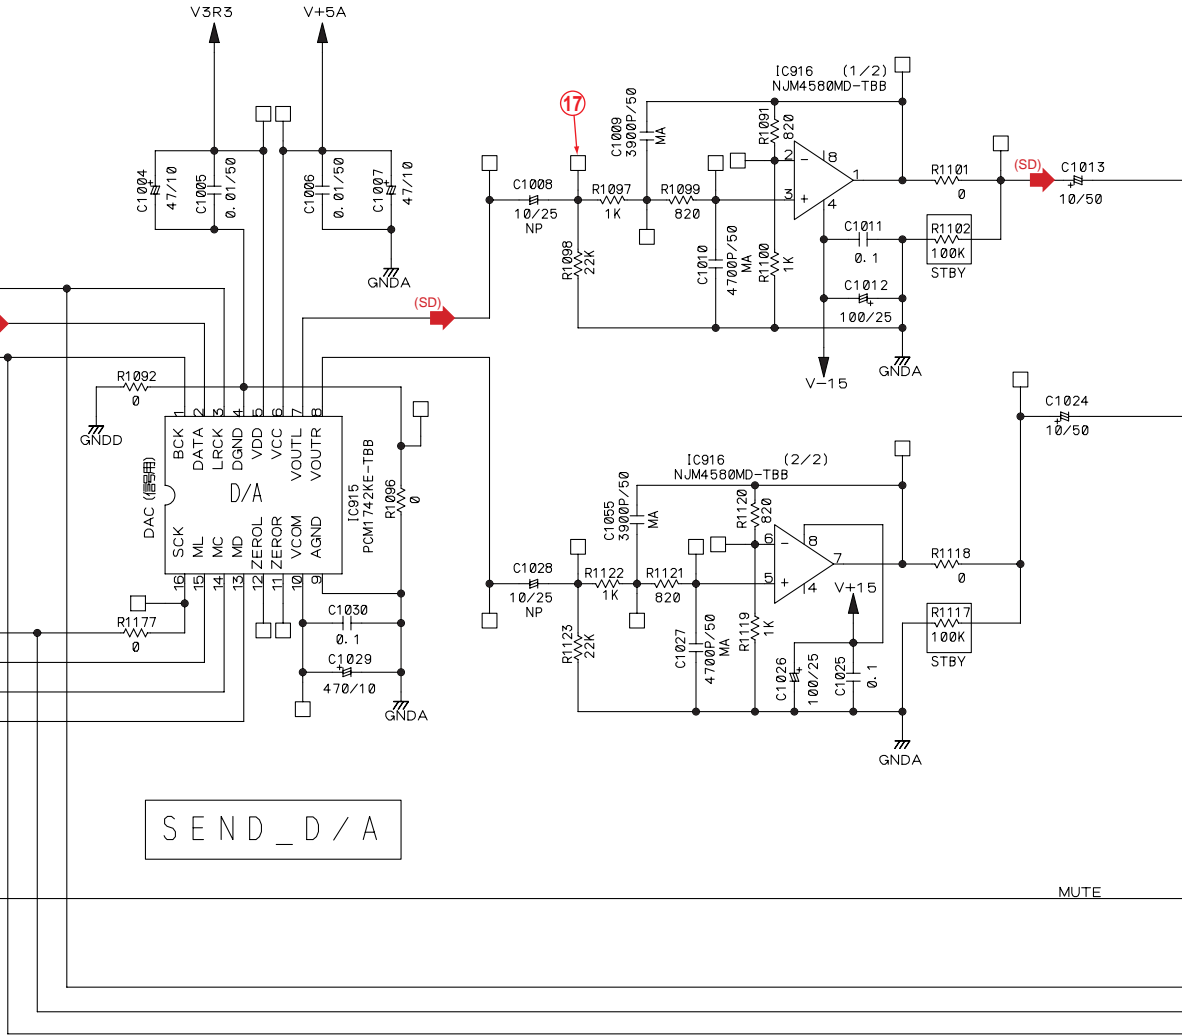 V3R3
V+5A
C1004
47/10
C1005
0.01/50
C1006
0.01/50
C1007
47/10
GNDA
17
C1009
3900P/50
MA
IC916 (1/2)
NJM4580MD-TBB
R1091
820
2
3
8
4
1
C1008
10/25
NP
R1097
1K
R1099
820
R1098
22K
C1010
4700P/50
MA
R1100
1K
C1011
0.1
C1012
100/25
V-15
GNDA
R1101
0
R1102
100K
STBY
(SD)
C1013
10/50
(SD)
R1092
0
GNDD
1 2 3 4 5 6 7 8
BCK
DATA
LRCK
DGND
VDD
VCC
VOUTL
VOUTR
DAC (信号用)
D/A
IC915
PCM1742KE-TBB
R1096
0
SCK
ML
MC
MD
ZEROL
ZEROR
VCOM
AGND
16 15 14 13 12 11 10 9
R1177
0
C1030
0.1
C1029
470/10
GNDA
IC916 (2/2)
NJM4580MD-TBB
C1055
3900P/50
MA
R1120
820
6
5
8
4
7
C1028
10/25
NP
R1122
1K
R1121
820
R1123
22K
C1027
4700P/50
MA
R1119
1K
V+15
C1026
100/25
C1025
0.1
GNDA
R1118
0
R1117
100K
STBY
C1024
10/50
SEND_D/A
MUTE